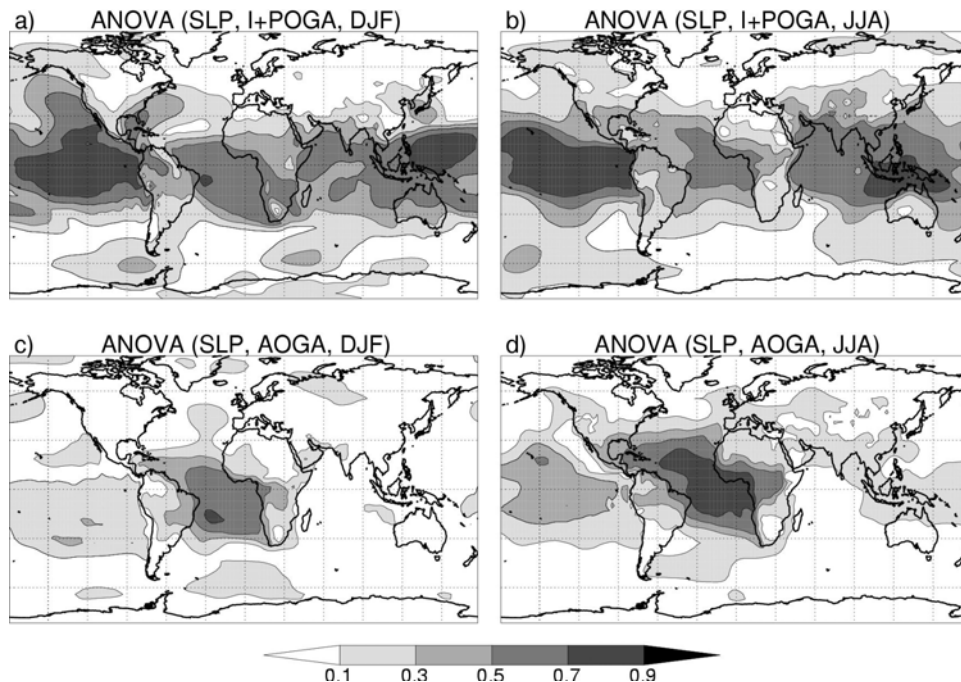 a) ANOVA (SLP, I+POGA, DJF)
b) ANOVA (SLP, I+POGA, JJA)
c) ANOVA (SLP, AOGA, DJF)
d) ANOVA (SLP, AOGA, JJA)
0.1 0.3 0.5 0.7 0.9